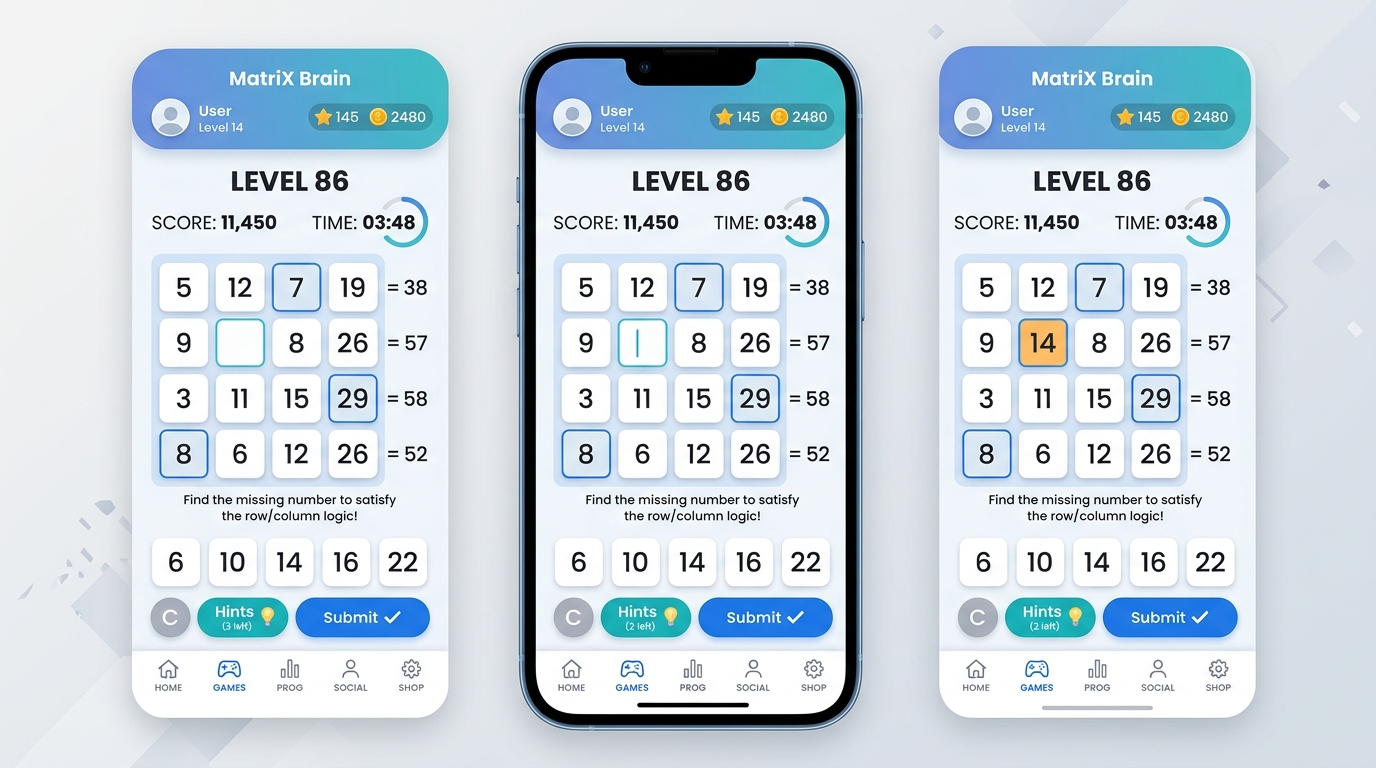 MatriX Brain
User
Level 14
145 2480
LEVEL 86
SCORE: 11,450 TIME: 03:48
5 12 7 19 = 38
9 8 26 = 57
3 11 15 29 = 58
8 6 12 26 = 52
Find the missing number to satisfy
the row/column logic!
6 10 14 16 22
C Hints Submit
(3 left)
HOME GAMES PROG SOCIAL SHOP
User
Level 14
145 2480
LEVEL 86
SCORE: 11,450 TIME: 03:48
5 12 7 19 = 38
9 8 26 = 57
3 11 15 29 = 58
8 6 12 26 = 52
Find the missing number to satisfy
the row/column logic!
6 10 14 16 22
C Hints Submit
(2 left)
HOME GAMES PROG SOCIAL SHOP
MatriX Brain
User
Level 14
145 2480
LEVEL 86
SCORE: 11,450 TIME: 03:48
5 12 7 19 = 38
9 14 8 26 = 57
3 11 15 29 = 58
8 6 12 26 = 52
Find the missing number to satisfy
the row/column logic!
6 10 14 16 22
C Hints Submit
(2 left)
HOME GAMES PROG SOCIAL SHOP